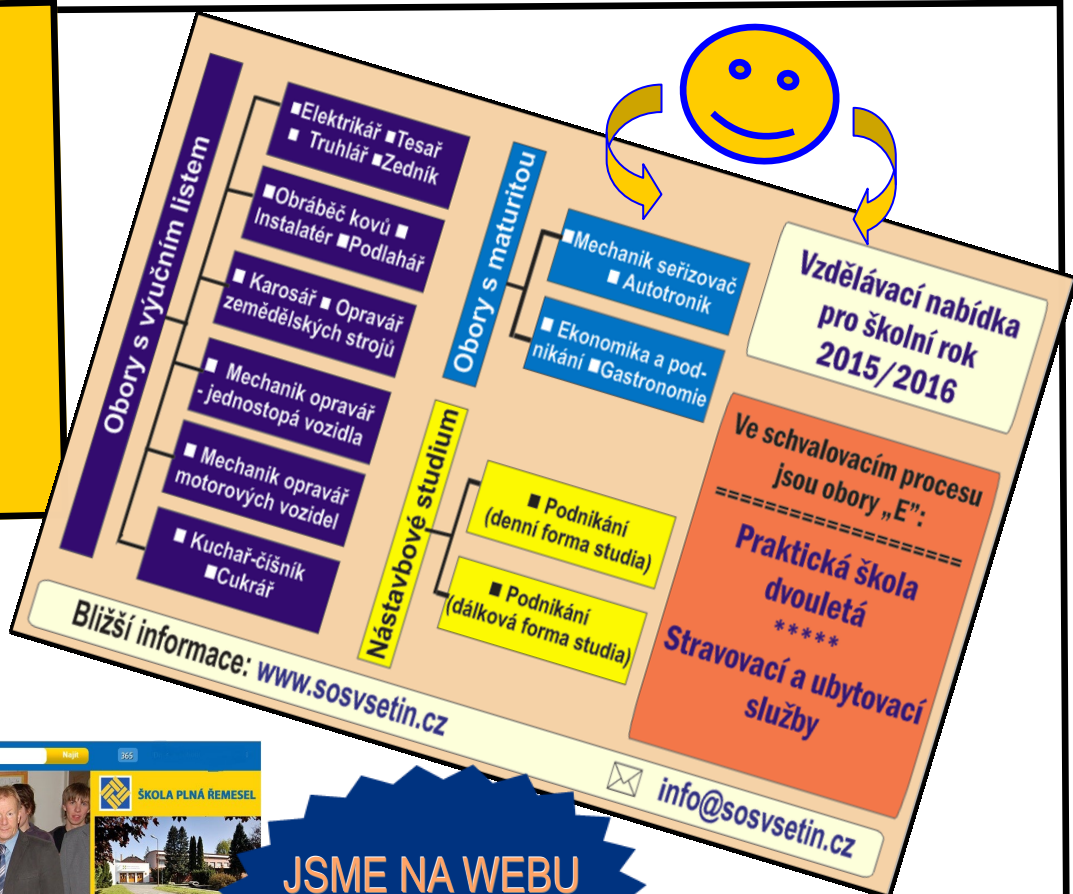 Obory s výučním listem
■Elektrikář ■Tesař
■ Truhlář ■Zedník
■Obráběč kovů ■
Instalatér ■Podlahář
■ Karosář ■ Opravář
zemědělských strojů
■ Mechanik opravář
- jednostopá vozidla
■ Mechanik opravář
motorových vozidel
■ Kuchař-číšník
■Cukrář
Obory s maturitou
■Mechanik seřizovač
■ Autotronik
■ Ekonomika a pod-
nikání ■Gastronomie
Nástavbové studium
■ Podnikání
(denní forma studia)
■ Podnikání
(dálková forma studia)
Vzdělávací nabídka
pro školní rok
2015/2016
Ve schvalovacím procesu
jsou obory „E”:
==================
Praktická škola
dvouletá
*****
Stravovací a ubytovací
služby
Bližší informace: www.sosvsetin.cz
info@sosvsetin.cz
Najít
365
ŠKOLA PLNÁ ŘEMESEL
JSME NA WEBU